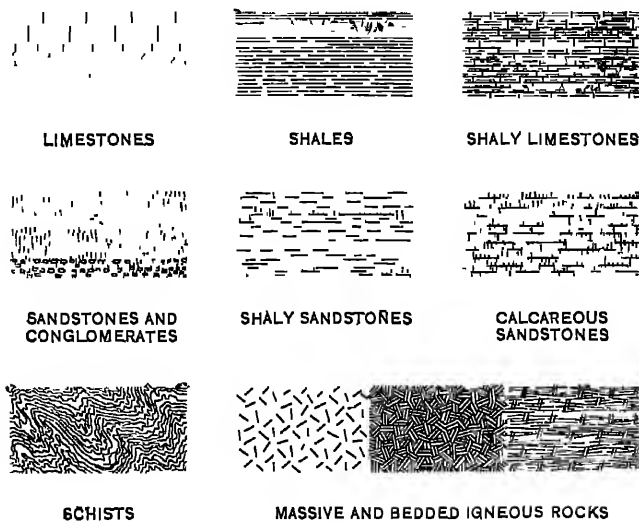 LIMESTONES
SHALES
SHALY LIMESTONES
SANDSTONES AND
CONGLOMERATES
SHALY SANDSTONES
CALCAREOUS
SANDSTONES
SCHISTS
MASSIVE AND BEDDED IGNEOUS ROCKS